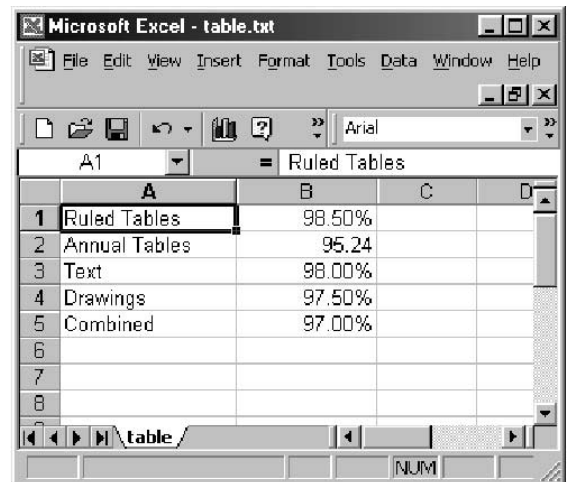 Microsoft Excel - table.txt
File Edit View Insert Format Tools Data Window Help
Arial
A1 = Ruled Tables
A B C D
1 Ruled Tables 98.50%
2 Annual Tables 95.24
3 Text 98.00%
4 Drawings 97.50%
5 Combined 97.00%
6
7
8
table
NUM